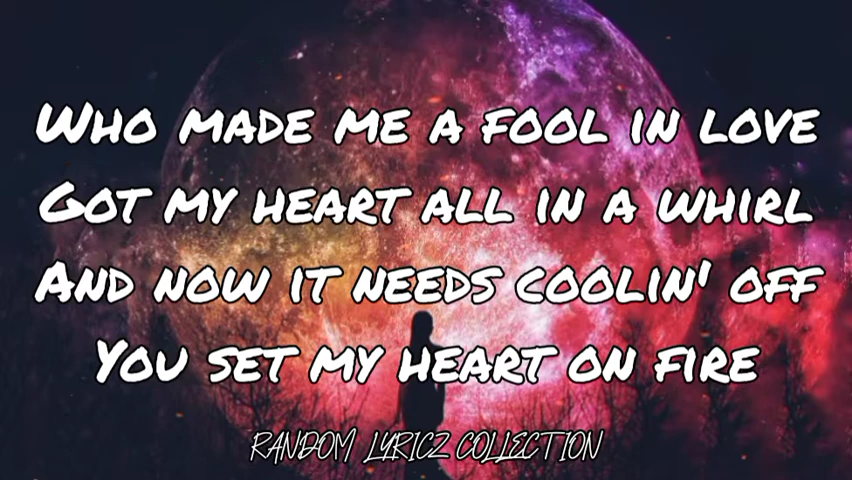 Who made me a fool in love
Got my heart all in a whirl
And now it needs coolin' off
You set my heart on fire
RANDOM LYRICZ COLLECTION